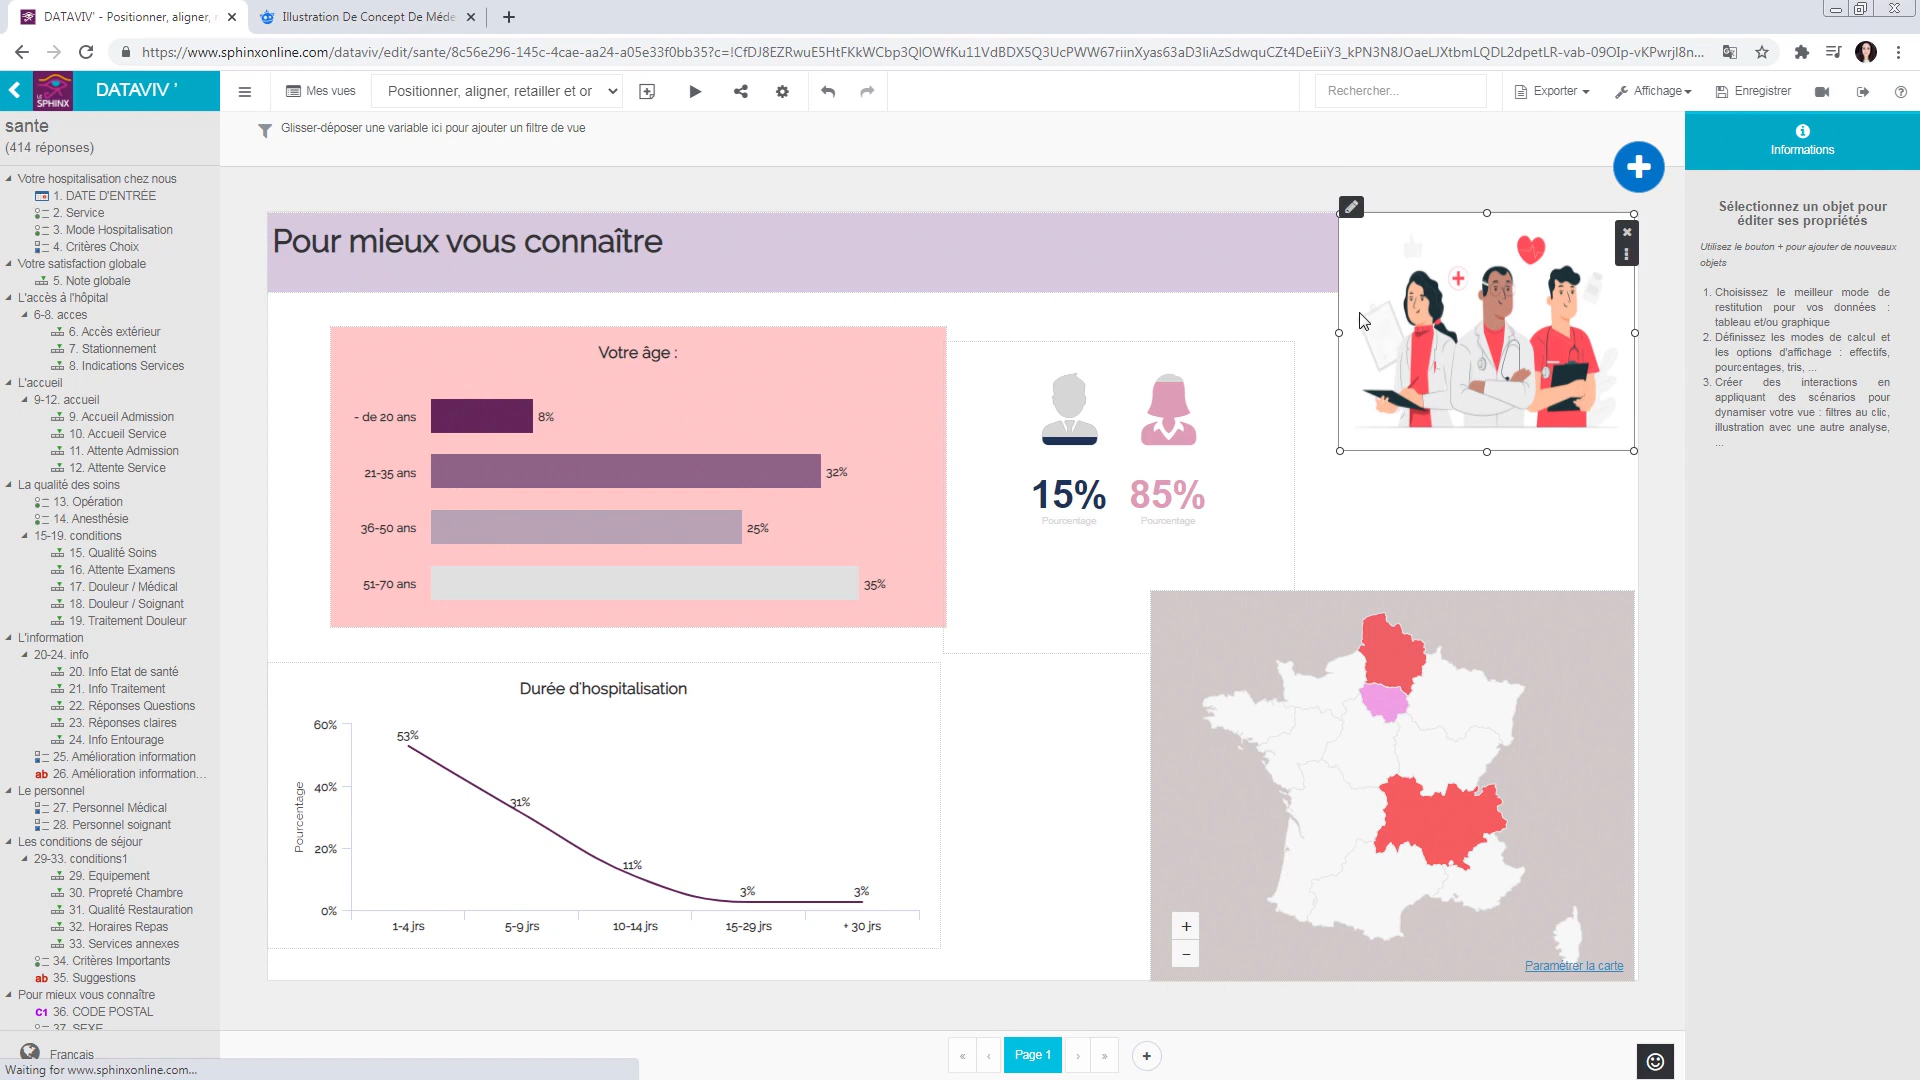 DATAVIV' - Positionner, aligner,
Illustration De Concept De Méde
https://www.sphinxonline.com/dataviv/edit/sante/
LE SPHINX
DATAVIV '
Mes vues
Positionner, aligner, retailler et or
Rechercher...
Exporter
Affichage
Enregistrer
sante
(414 réponses)
Glisser-déposer une variable ici pour ajouter un filtre de vue
Votre hospitalisation chez nous
1. DATE D'ENTRÉE
2. Service
3. Mode Hospitalisation
4. Critères Choix
Votre satisfaction globale
5. Note globale
L'accès à l'hôpital
6-8. acces
6. Accès extérieur
7. Stationnement
8. Indications Services
L'accueil
9-12. accueil
9. Accueil Admission
10. Accueil Service
11. Attente Admission
12. Attente Service
La qualité des soins
13. Opération
14. Anesthésie
15-19. conditions
15. Qualité Soins
16. Attente Examens
17. Douleur / Médical
18. Douleur / Soignant
19. Traitement Douleur
L'information
20-24. info
20. Info Etat de santé
21. Info Traitement
22. Réponses Questions
23. Réponses claires
24. Info Entourage
25. Amélioration information
ab 26. Amélioration information...
Le personnel
27. Personnel Médical
28. Personnel soignant
Les conditions de séjour
29-33. conditions1
29. Equipement
30. Propreté Chambre
31. Qualité Restauration
32. Horaires Repas
33. Services annexes
34. Critères Importants
ab 35. Suggestions
Pour mieux vous connaître
C1 36. CODE POSTAL
37. SEXE
Français
Waiting for www.sphinxonline.com...
Pour mieux vous connaître
Votre âge :
- de 20 ans 8%
21-35 ans 32%
36-50 ans 25%
51-70 ans 35%
15% 85%
Pourcentage Pourcentage
Durée d'hospitalisation
Pourcentage
60%
40%
20%
0%
53%
31%
11%
3%
3%
1-4 jrs 5-9 jrs 10-14 jrs 15-29 jrs + 30 jrs
+
−
Paramétrer la carte
« ‹ Page 1 › » +
Informations
Sélectionnez un objet pour
éditer ses propriétés
Utilisez le bouton + pour ajouter de nouveaux
objets
1. Choisissez le meilleur mode de
restitution pour vos données :
tableau et/ou graphique
2. Définissez les modes de calcul et
les options d'affichage : effectifs,
pourcentages, tris, ...
3. Créer des interactions en
appliquant des scénarios pour
dynamiser votre vue : filtres au clic,
illustration avec une autre analyse,
...